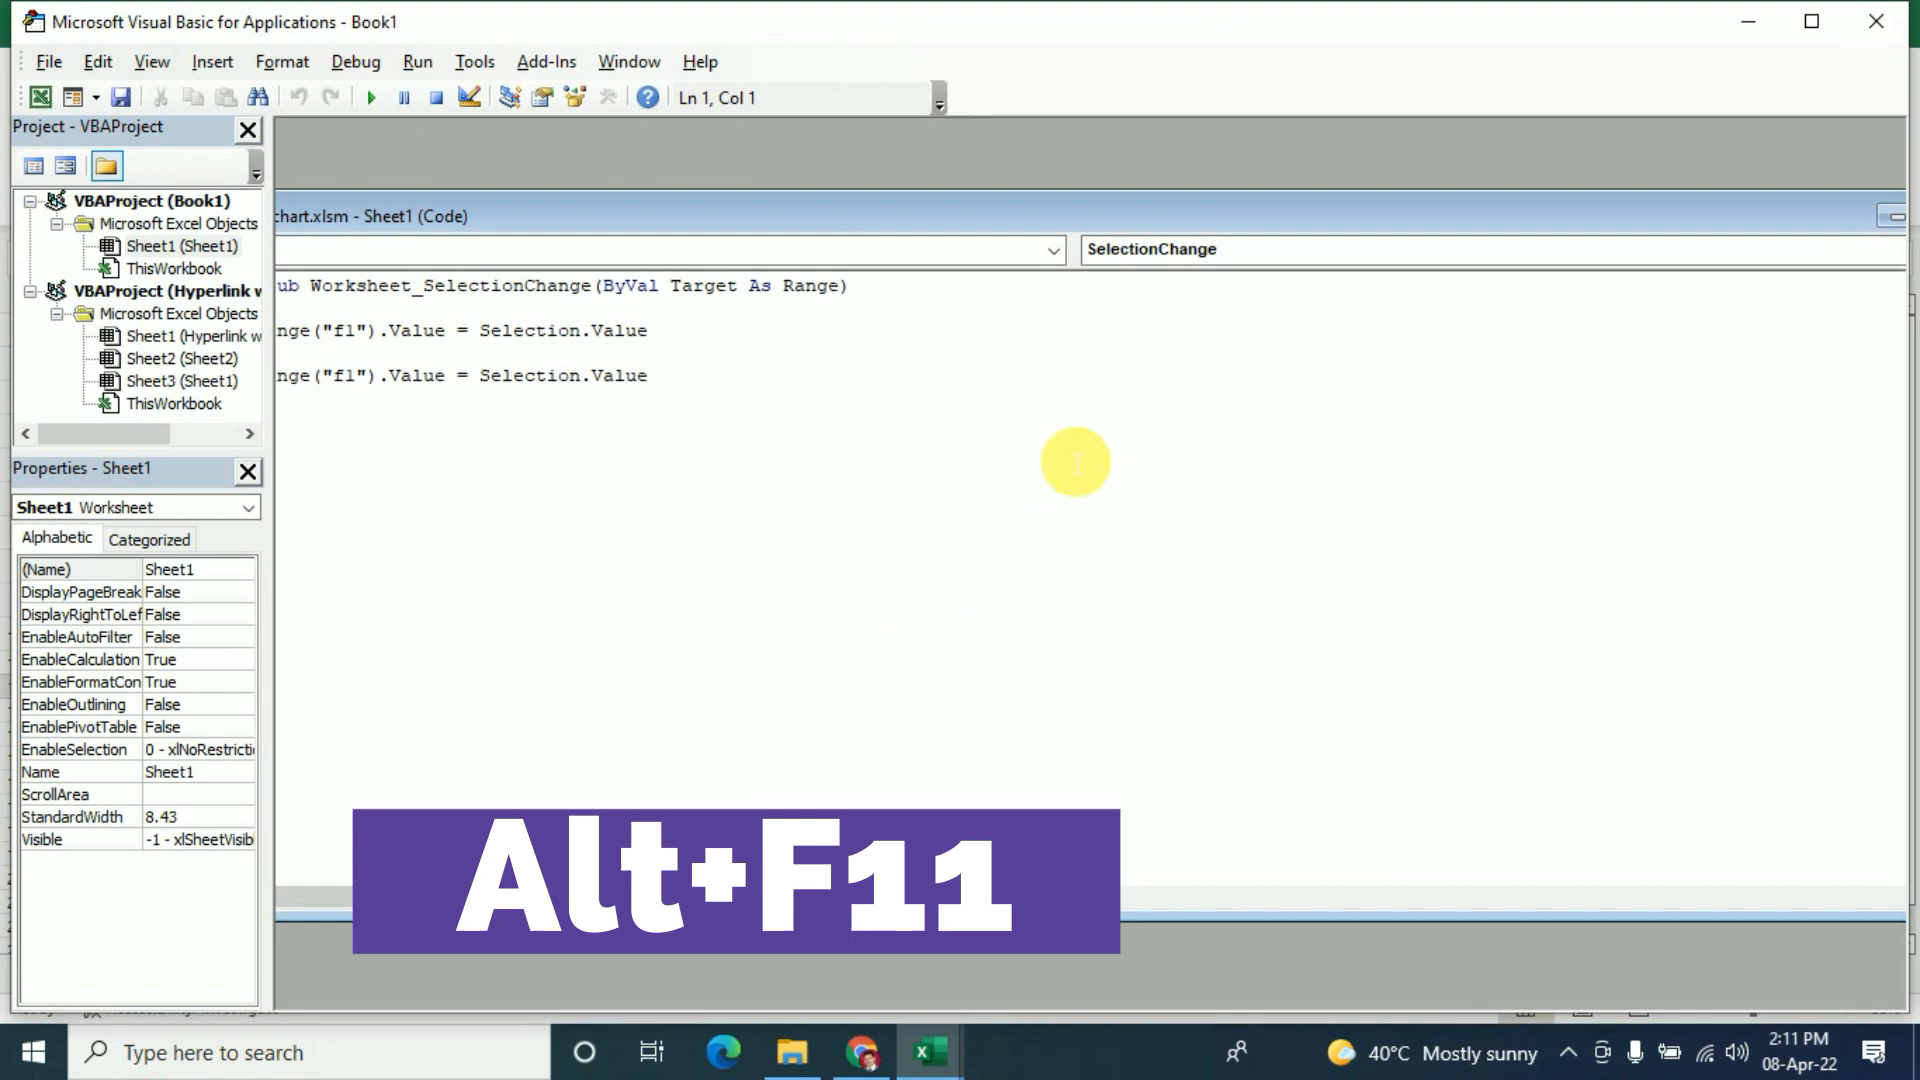 Microsoft Visual Basic for Applications - Book1
File Edit View Insert Format Debug Run Tools Add-Ins Window Help
Ln 1, Col 1
Project - VBAProject
VBAProject (Book1)
Microsoft Excel Objects
Sheet1 (Sheet1)
ThisWorkbook
VBAProject (Hyperlink w
Microsoft Excel Objects
Sheet1 (Hyperlink w
Sheet2 (Sheet2)
Sheet3 (Sheet1)
ThisWorkbook
chart.xlsm - Sheet1 (Code)
SelectionChange
ub Worksheet_SelectionChange(ByVal Target As Range)
nge("f1").Value = Selection.Value
nge("f1").Value = Selection.Value
Properties - Sheet1
Sheet1 Worksheet
Alphabetic Categorized
(Name) Sheet1
DisplayPageBreak False
DisplayRightToLef False
EnableAutoFilter False
EnableCalculation True
EnableFormatCon True
EnableOutlining False
EnablePivotTable False
EnableSelection 0 - xlNoRestricti
Name Sheet1
ScrollArea
StandardWidth 8.43
Visible -1 - xlSheetVisib
Alt+F11
Type here to search
40°C Mostly sunny
2:11 PM
08-Apr-22